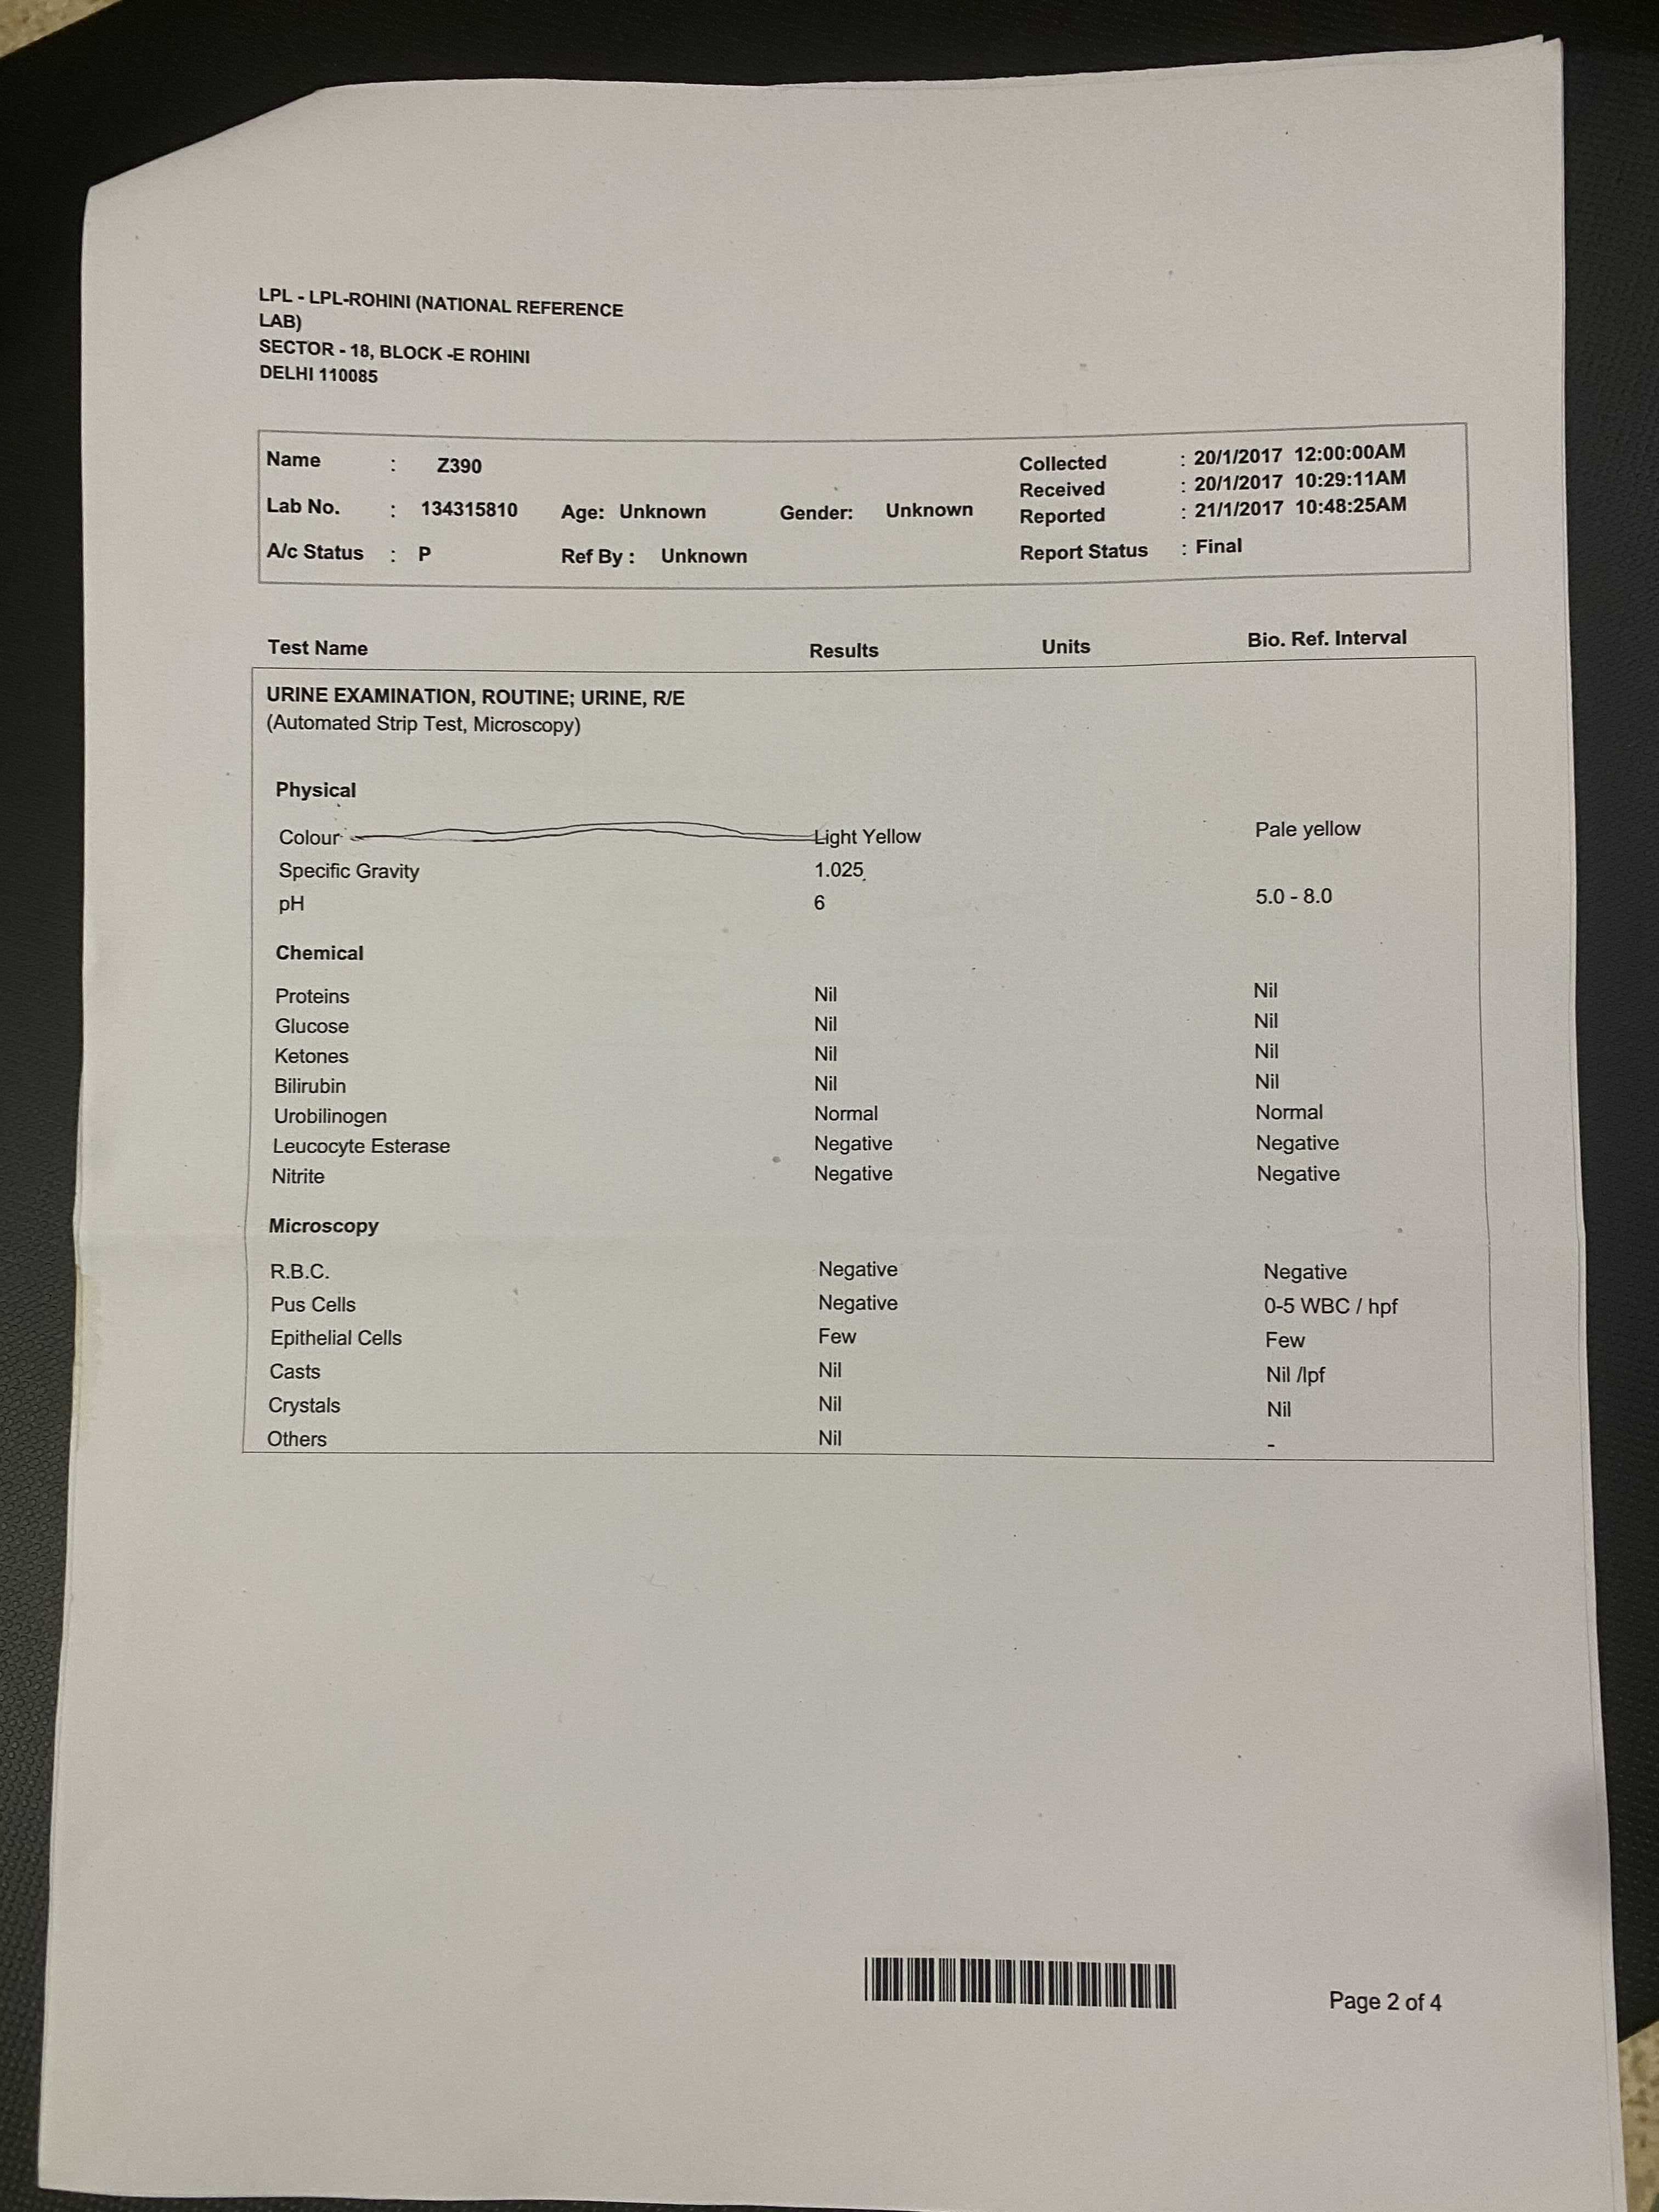 LPL - LPL-ROHINI (NATIONAL REFERENCE
LAB)
SECTOR - 18, BLOCK -E ROHINI
DELHI 110085
Name : Z390 Collected : 20/1/2017 12:00:00AM
Received : 20/1/2017 10:29:11AM
Lab No. : 134315810 Age: Unknown Gender: Unknown Reported : 21/1/2017 10:48:25AM
A/c Status : P Ref By : Unknown Report Status : Final
Test Name Results Units Bio. Ref. Interval
URINE EXAMINATION, ROUTINE; URINE, R/E
(Automated Strip Test, Microscopy)
Physical
Colour Light Yellow Pale yellow
Specific Gravity 1.025
pH 6 5.0 - 8.0
Chemical
Proteins Nil Nil
Glucose Nil Nil
Ketones Nil Nil
Bilirubin Nil Nil
Urobilinogen Normal Normal
Leucocyte Esterase Negative Negative
Nitrite Negative Negative
Microscopy
R.B.C. Negative Negative
Pus Cells Negative 0-5 WBC / hpf
Epithelial Cells Few Few
Casts Nil Nil /lpf
Crystals Nil Nil
Others Nil -
Page 2 of 4